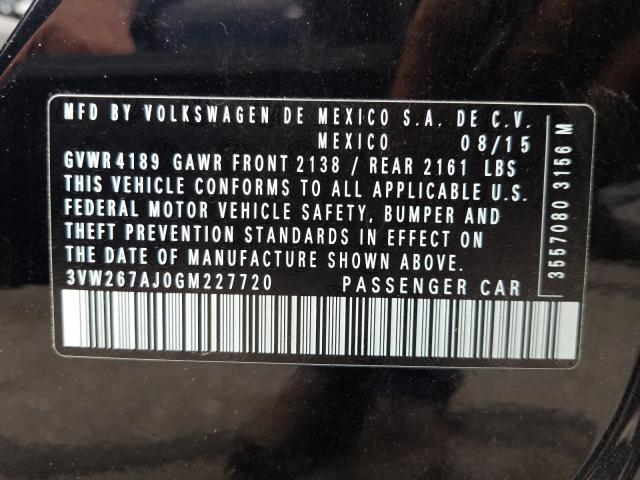 MFD BY VOLKSWAGEN DE MEXICO S.A. DE C.V.
MEXICO 08/15
GVWR 4189 GAWR FRONT 2138 / REAR 2161 LBS
THIS VEHICLE CONFORMS TO ALL APPLICABLE U.S.
FEDERAL MOTOR VEHICLE SAFETY, BUMPER AND
THEFT PREVENTION STANDARDS IN EFFECT ON
THE DATE OF MANUFACTURE SHOWN ABOVE.
3VW267AJ0GM227720 PASSENGER CAR
3557080 3156 M